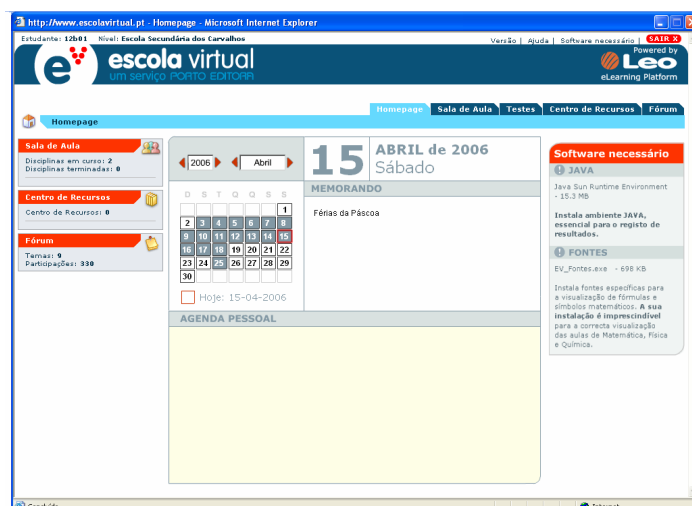 http://www.escolavirtual.pt - Homepage - Microsoft Internet Explorer
Estudante: 12b01 Nível: Escola Secundária dos Carvalhos
Versão | Ajuda | Software necessário | SAIR X
e
escola virtual
um serviço PORTO EDITORA
Powered by
Leo
eLearning Platform
Homepage Sala de Aula Testes Centro de Recursos Fórum
Homepage
Sala de Aula
Disciplinas em curso: 2
Disciplinas terminadas: 0
Centro de Recursos
Centro de Recursos: 0
Fórum
Temas: 9
Participações: 330
2006 Abril
D S T Q Q S S
1
2 3 4 5 6 7 8
9 10 11 12 13 14 15
16 17 18 19 20 21 22
23 24 25 26 27 28 29
30
Hoje: 15-04-2006
15
ABRIL de 2006
Sábado
MEMORANDO
Férias da Páscoa
AGENDA PESSOAL
Software necessário
JAVA
Java Sun Runtime Environment
- 15.3 MB
Instala ambiente JAVA,
essencial para o registo de
resultados.
FONTES
EV_Fontes.exe - 698 KB
Instala fontes específicas para
a visualização de fórmulas e
símbolos matemáticos. A sua
instalação é imprescindível
para a correcta visualização
das aulas de Matemática, Física
e Química.
Internet